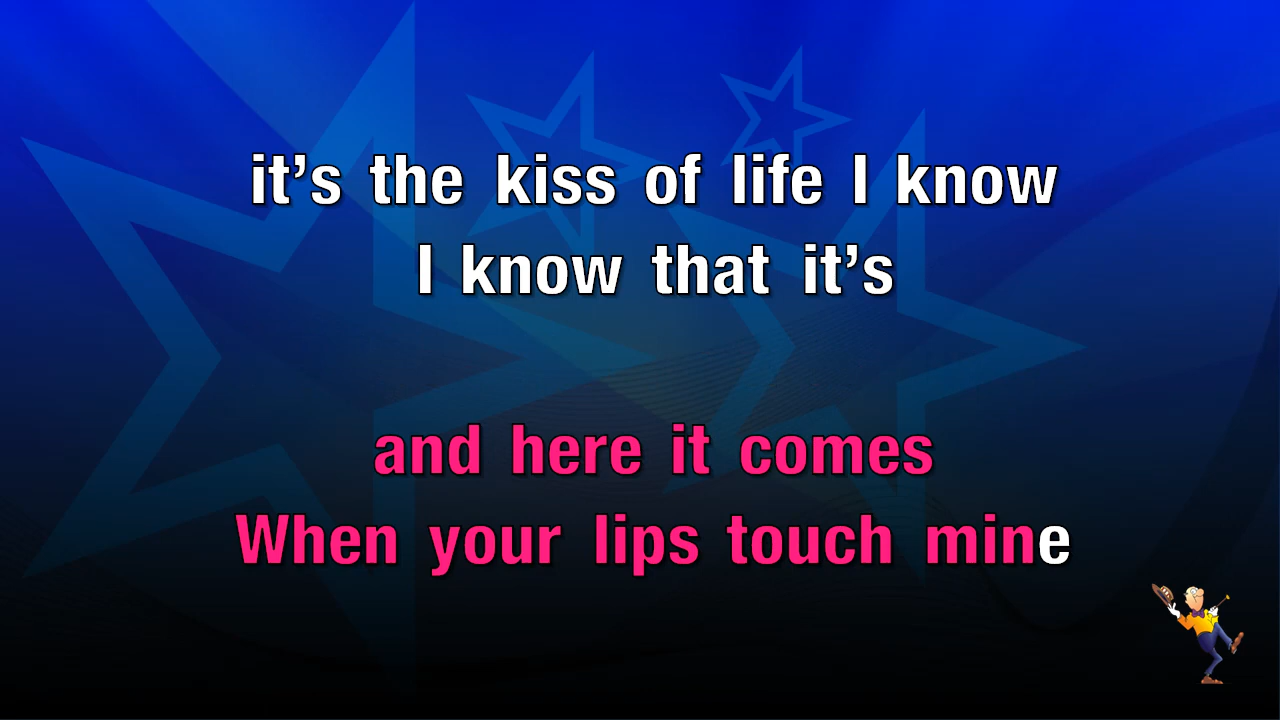 it’s the kiss of life I know
I know that it’s
and here it comes
When your lips touch mine